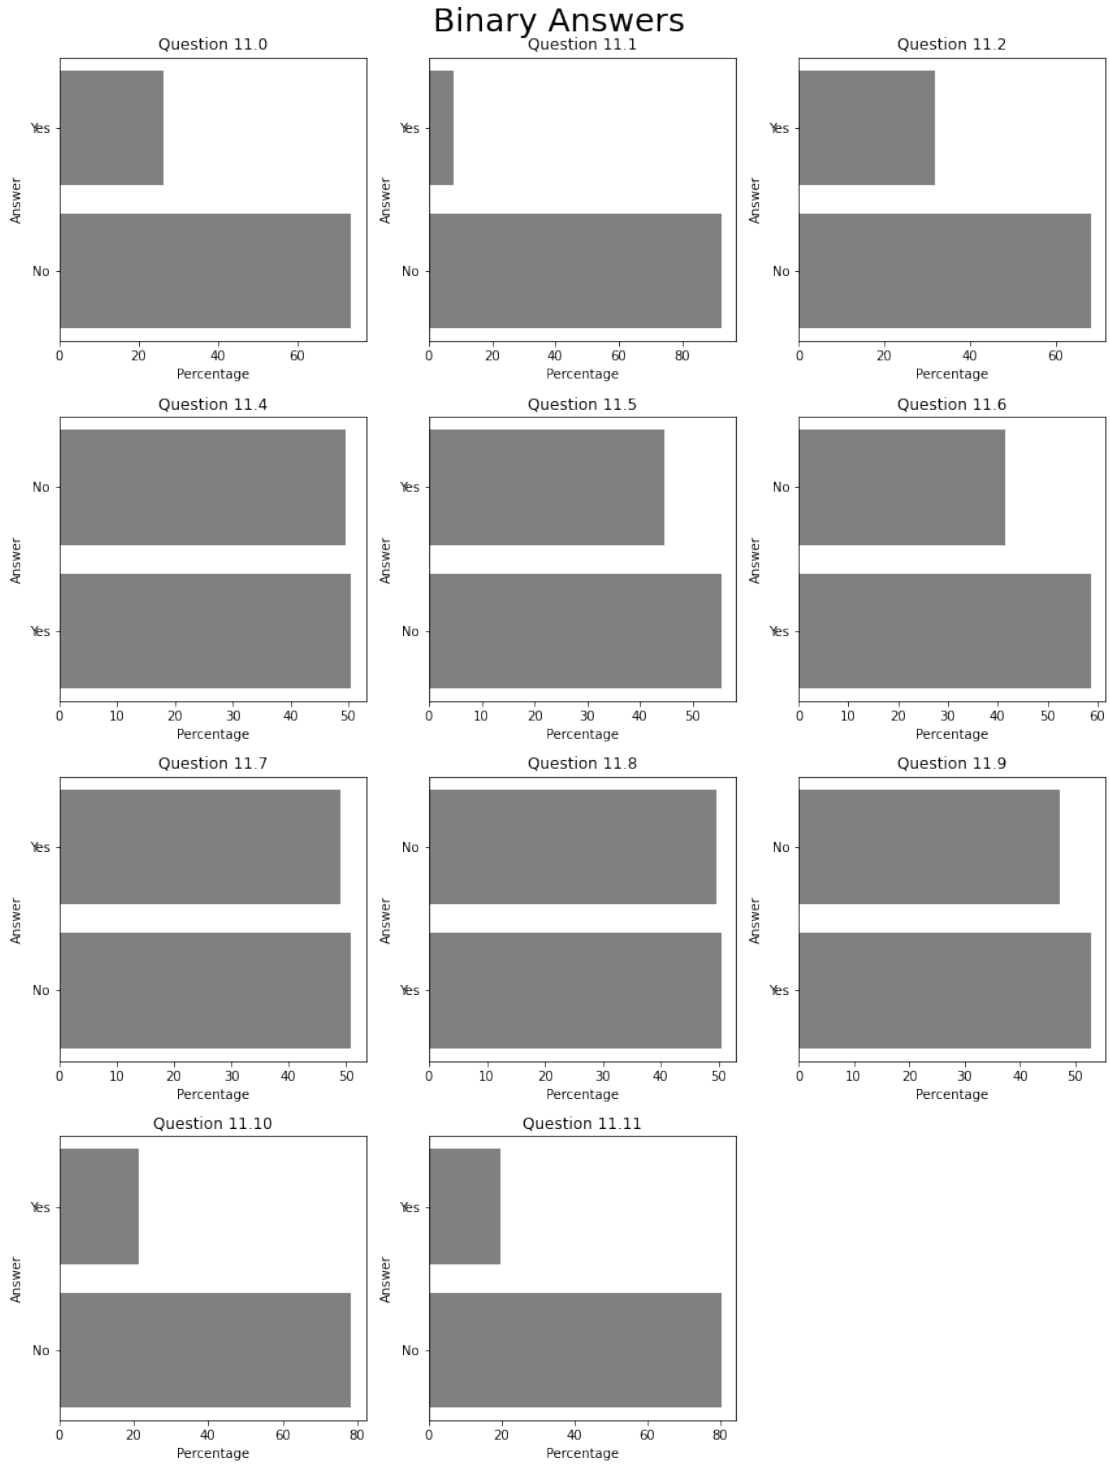 Binary Answers
Question 11.0
Yes
No
Answer
0 20 40 60
Percentage
Question 11.1
Yes
No
Answer
0 20 40 60 80
Percentage
Question 11.2
Yes
No
Answer
0 20 40 60
Percentage
Question 11.4
No
Yes
Answer
0 10 20 30 40 50
Percentage
Question 11.5
Yes
No
Answer
0 10 20 30 40 50
Percentage
Question 11.6
No
Yes
Answer
0 10 20 30 40 50 60
Percentage
Question 11.7
Yes
No
Answer
0 10 20 30 40 50
Percentage
Question 11.8
No
Yes
Answer
0 10 20 30 40 50
Percentage
Question 11.9
No
Yes
Answer
0 10 20 30 40 50
Percentage
Question 11.10
Yes
No
Answer
0 20 40 60 80
Percentage
Question 11.11
Yes
No
Answer
0 20 40 60 80
Percentage